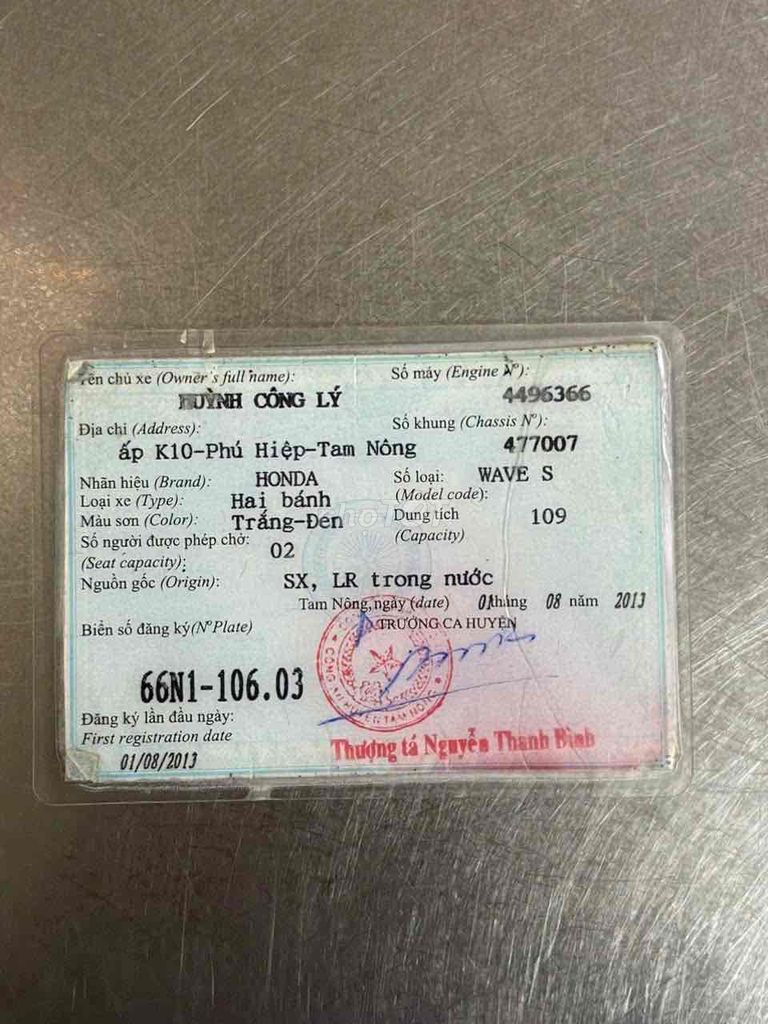 Tên chủ xe (Owner's full name):
HUỲNH CÔNG LÝ
Số máy (Engine N°):
4496366
Địa chỉ (Address):
ấp K10-Phú Hiệp-Tam Nông
Số khung (Chassis N°):
477007
Nhãn hiệu (Brand): HONDA
Số loại: WAVE S
(Model code):
Loại xe (Type): Hai bánh
Màu sơn (Color): Trắng-Đen
Dung tích 109
(Capacity)
Số người được phép chở: 02
(Seat capacity):
Nguồn gốc (Origin): SX, LR trong nước
Tam Nông, ngày (date) 01 tháng 08 năm 2013
Biển số đăng ký(N°Plate)
TRƯỞNG CA HUYỆN
66N1-106.03
Đăng ký lần đầu ngày:
First registration date
01/08/2013
Thượng tá Nguyễn Thanh Bình